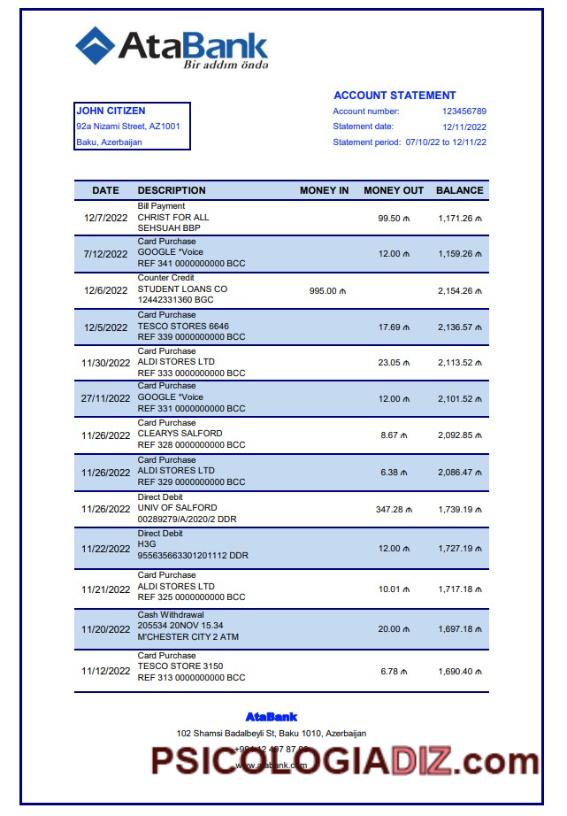 AtaBank
Bir addım öndə
ACCOUNT STATEMENT
Account number: 123456789
Statement date: 12/11/2022
Statement period: 07/10/22 to 12/11/22
JOHN CITIZEN
92a Nizami Street, AZ1001
Baku, Azerbaijan
DATE DESCRIPTION MONEY IN MONEY OUT BALANCE
Bill Payment
12/7/2022 CHRIST FOR ALL 99.50 ₼ 1,171.26 ₼
SEHSUAH BBP
Card Purchase
7/12/2022 GOOGLE *Voice 12.00 ₼ 1,159.26 ₼
REF 341 0000000000 BCC
Counter Credit
12/6/2022 STUDENT LOANS CO 995.00 ₼ 2,154.26 ₼
12442331360 BGC
Card Purchase
12/5/2022 TESCO STORES 6646 17.69 ₼ 2,136.57 ₼
REF 339 0000000000 BCC
Card Purchase
11/30/2022 ALDI STORES LTD 23.05 ₼ 2,113.52 ₼
REF 333 0000000000 BCC
Card Purchase
27/11/2022 GOOGLE *Voice 12.00 ₼ 2,101.52 ₼
REF 331 0000000000 BCC
Card Purchase
11/26/2022 CLEARYS SALFORD 8.67 ₼ 2,092.85 ₼
REF 328 0000000000 BCC
Card Purchase
11/26/2022 ALDI STORES LTD 6.38 ₼ 2,086.47 ₼
REF 329 0000000000 BCC
Direct Debit
11/26/2022 UNIV OF SALFORD 347.28 ₼ 1,739.19 ₼
00289279/A/2020/2 DDR
Direct Debit
11/22/2022 H3G 12.00 ₼ 1,727.19 ₼
955635663301201112 DDR
Card Purchase
11/21/2022 ALDI STORES LTD 10.01 ₼ 1,717.18 ₼
REF 325 0000000000 BCC
Cash Withdrawal
11/20/2022 205534 20NOV 15.34 20.00 ₼ 1,697.18 ₼
M'CHESTER CITY 2 ATM
Card Purchase
11/12/2022 TESCO STORE 3150 6.78 ₼ 1,690.40 ₼
REF 313 0000000000 BCC
AtaBank
102 Shamsi Badalbeyli St, Baku 1010, Azerbaijan
www.atabank.com
PSICOLOGIADIZ.com